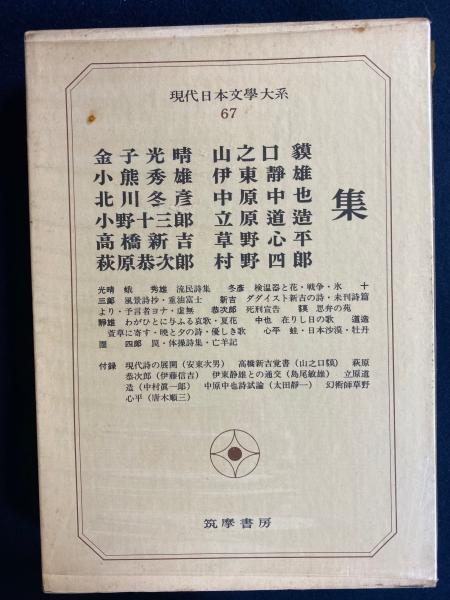 現代日本文學大系
67
金子光晴 山之口貘
小熊秀雄 伊東靜雄
北川冬彦 中原中也
小野十三郎 立原道造
高橋新吉 草野心平
萩原恭次郎 村野四郎
集
光晴 蛾 秀雄 流民詩集 冬彦 検温器と花・戦争・氷 十
三郎 風景詩抄・重油富士 新吉 ダダイスト新吉の詩・未刊詩篇
より・予言者ヨナ・虚無 恭次郎 死刑宣告 貘 思弁の苑
靜雄 わがひとに与ふる哀歌・夏花 中也 在りし日の歌 道造
萱草に寄す・暁と夕の詩・優しき歌 心平 蛙・日本沙漠・牡丹
圏 四郎 罠・体操詩集・亡羊記
付録 現代詩の展開（安東次男） 高橋新吉覚書（山之口貘） 萩原
恭次郎（伊藤信吉） 伊東靜雄との通交（島尾敏雄） 立原道
造（中村眞一郎） 中原中也詩試論（太田靜一） 幻術師草野
心平（唐木順三）
筑摩書房